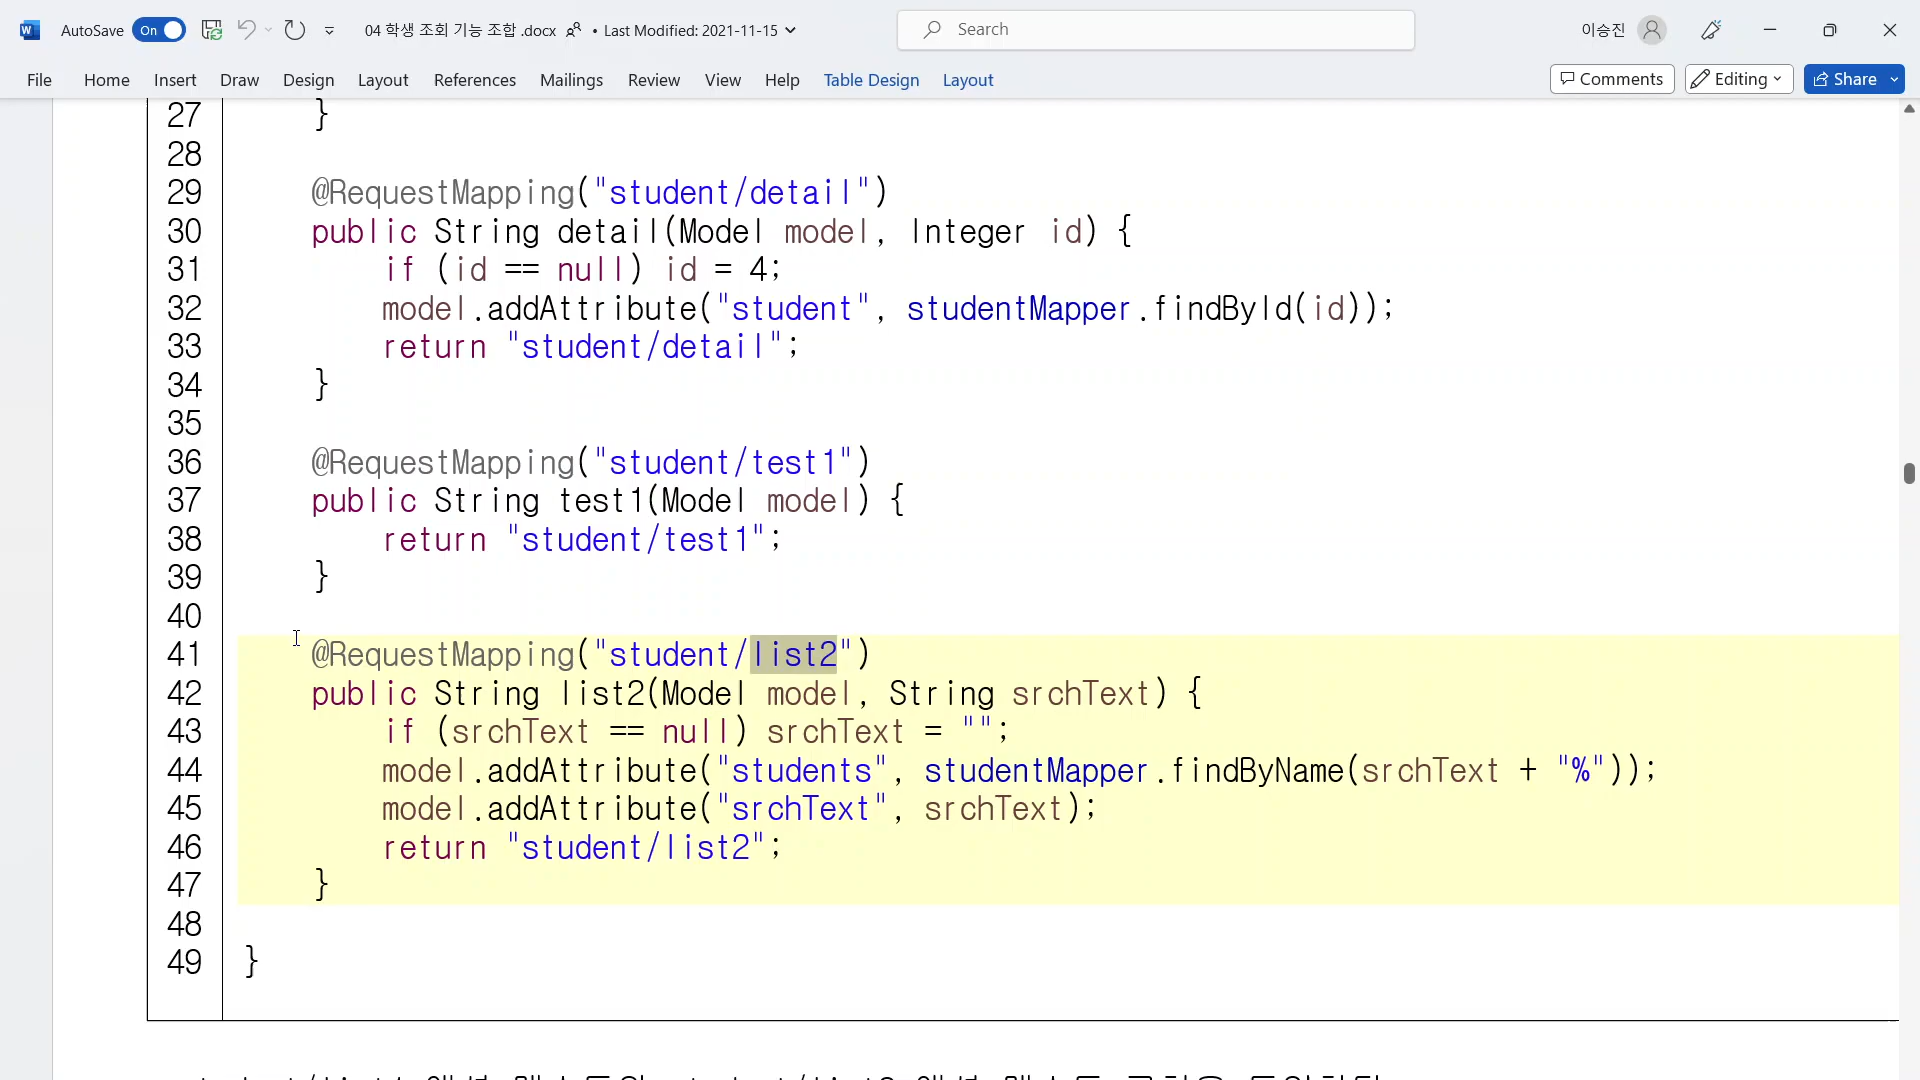 AutoSave On 04 학생 조회 기능 조합.docx • Last Modified: 2021-11-15 Search 이승진
File Home Insert Draw Design Layout References Mailings Review View Help Table Design Layout Comments Editing Share
27 }
28
29 @RequestMapping("student/detail")
30 public String detail(Model model, Integer id) {
31 if (id == null) id = 4;
32 model.addAttribute("student", studentMapper.findById(id));
33 return "student/detail";
34 }
35
36 @RequestMapping("student/test1")
37 public String test1(Model model) {
38 return "student/test1";
39 }
40
41 @RequestMapping("student/list2")
42 public String list2(Model model, String srchText) {
43 if (srchText == null) srchText = "";
44 model.addAttribute("students", studentMapper.findByName(srchText + "%"));
45 model.addAttribute("srchText", srchText);
46 return "student/list2";
47 }
48
49 }